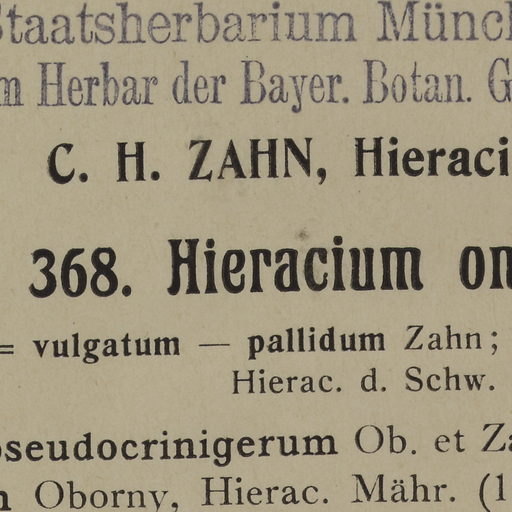 Staatsherbarium Münch
m Herbar der Bayer. Botan. G
C. H. ZAHN, Hieraci
368. Hieracium on
= vulgatum — pallidum Zahn;
Hierac. d. Schw.
pseudocrinigerum Ob. et Za
n Oborny, Hierac. Mähr. (1